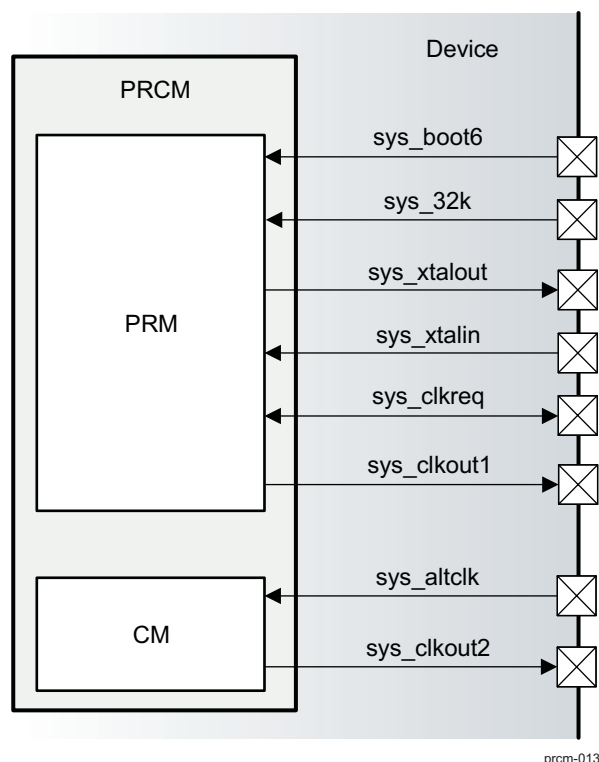 Device
PRCM
sys_boot6
sys_32k
sys_xtalout
PRM
sys_xtalin
sys_clkreq
sys_clkout1
sys_altclk
CM
sys_clkout2
prcm-013